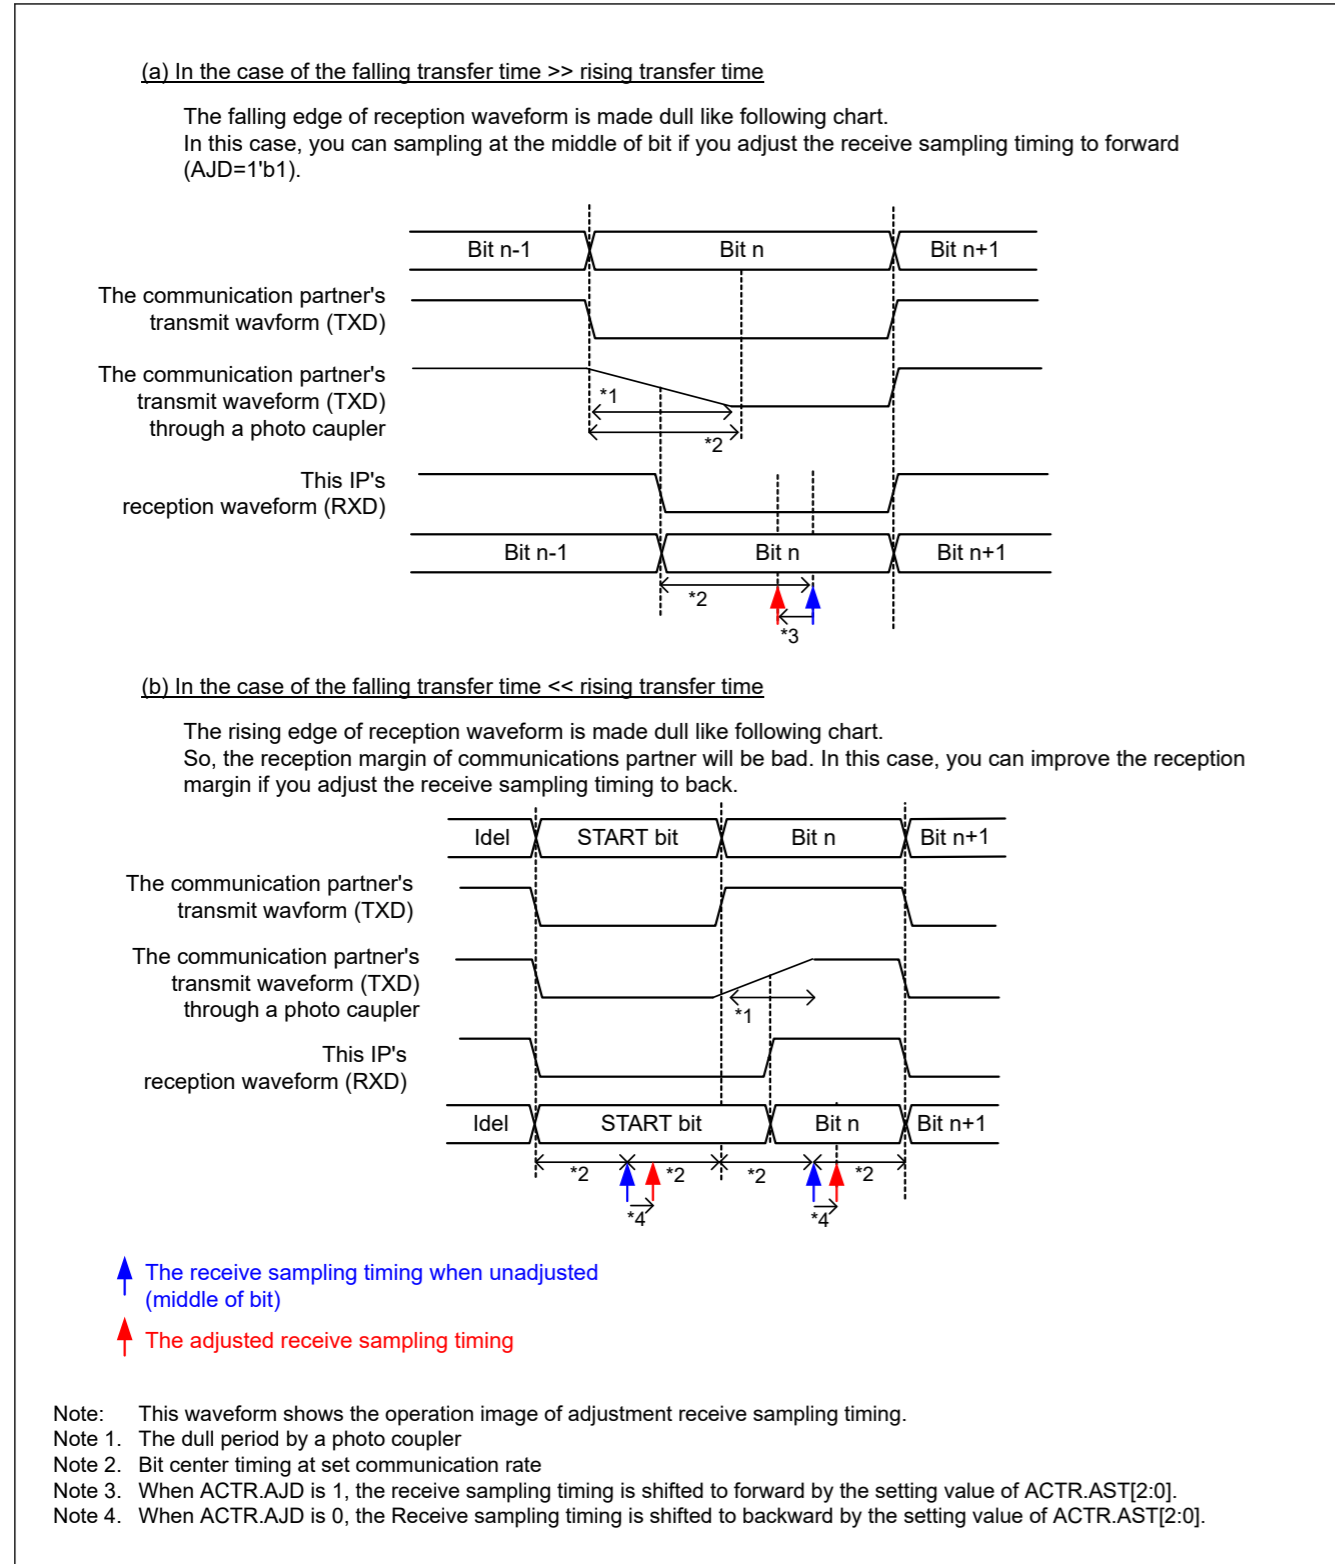 (a) In the case of the falling transfer time >> rising transfer time
The falling edge of reception waveform is made dull like following chart.
In this case, you can sampling at the middle of bit if you adjust the receive sampling timing to forward
(AJD=1'b1).
Bit n-1 Bit n Bit n+1
The communication partner's
transmit wavform (TXD)
The communication partner's
transmit waveform (TXD)
through a photo caupler
*1
*2
This IP's
reception waveform (RXD)
Bit n-1 Bit n Bit n+1
*2
*3
(b) In the case of the falling transfer time << rising transfer time
The rising edge of reception waveform is made dull like following chart.
So, the reception margin of communications partner will be bad. In this case, you can improve the reception
margin if you adjust the receive sampling timing to back.
Idel START bit Bit n Bit n+1
The communication partner's
transmit wavform (TXD)
The communication partner's
transmit waveform (TXD)
through a photo caupler
*1
This IP's
reception waveform (RXD)
Idel START bit Bit n Bit n+1
*2 *2 *2 *2
*4 *4
The receive sampling timing when unadjusted
(middle of bit)
The adjusted receive sampling timing
Note: This waveform shows the operation image of adjustment receive sampling timing.
Note 1. The dull period by a photo coupler
Note 2. Bit center timing at set communication rate
Note 3. When ACTR.AJD is 1, the receive sampling timing is shifted to forward by the setting value of ACTR.AST[2:0].
Note 4. When ACTR.AJD is 0, the Receive sampling timing is shifted to backward by the setting value of ACTR.AST[2:0].